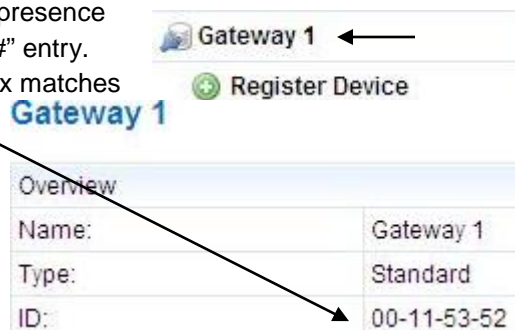 presence
#" entry.
x matches
Gateway 1
Register Device
Gateway 1
Overview
Name: Gateway 1
Type: Standard
ID: 00-11-53-52